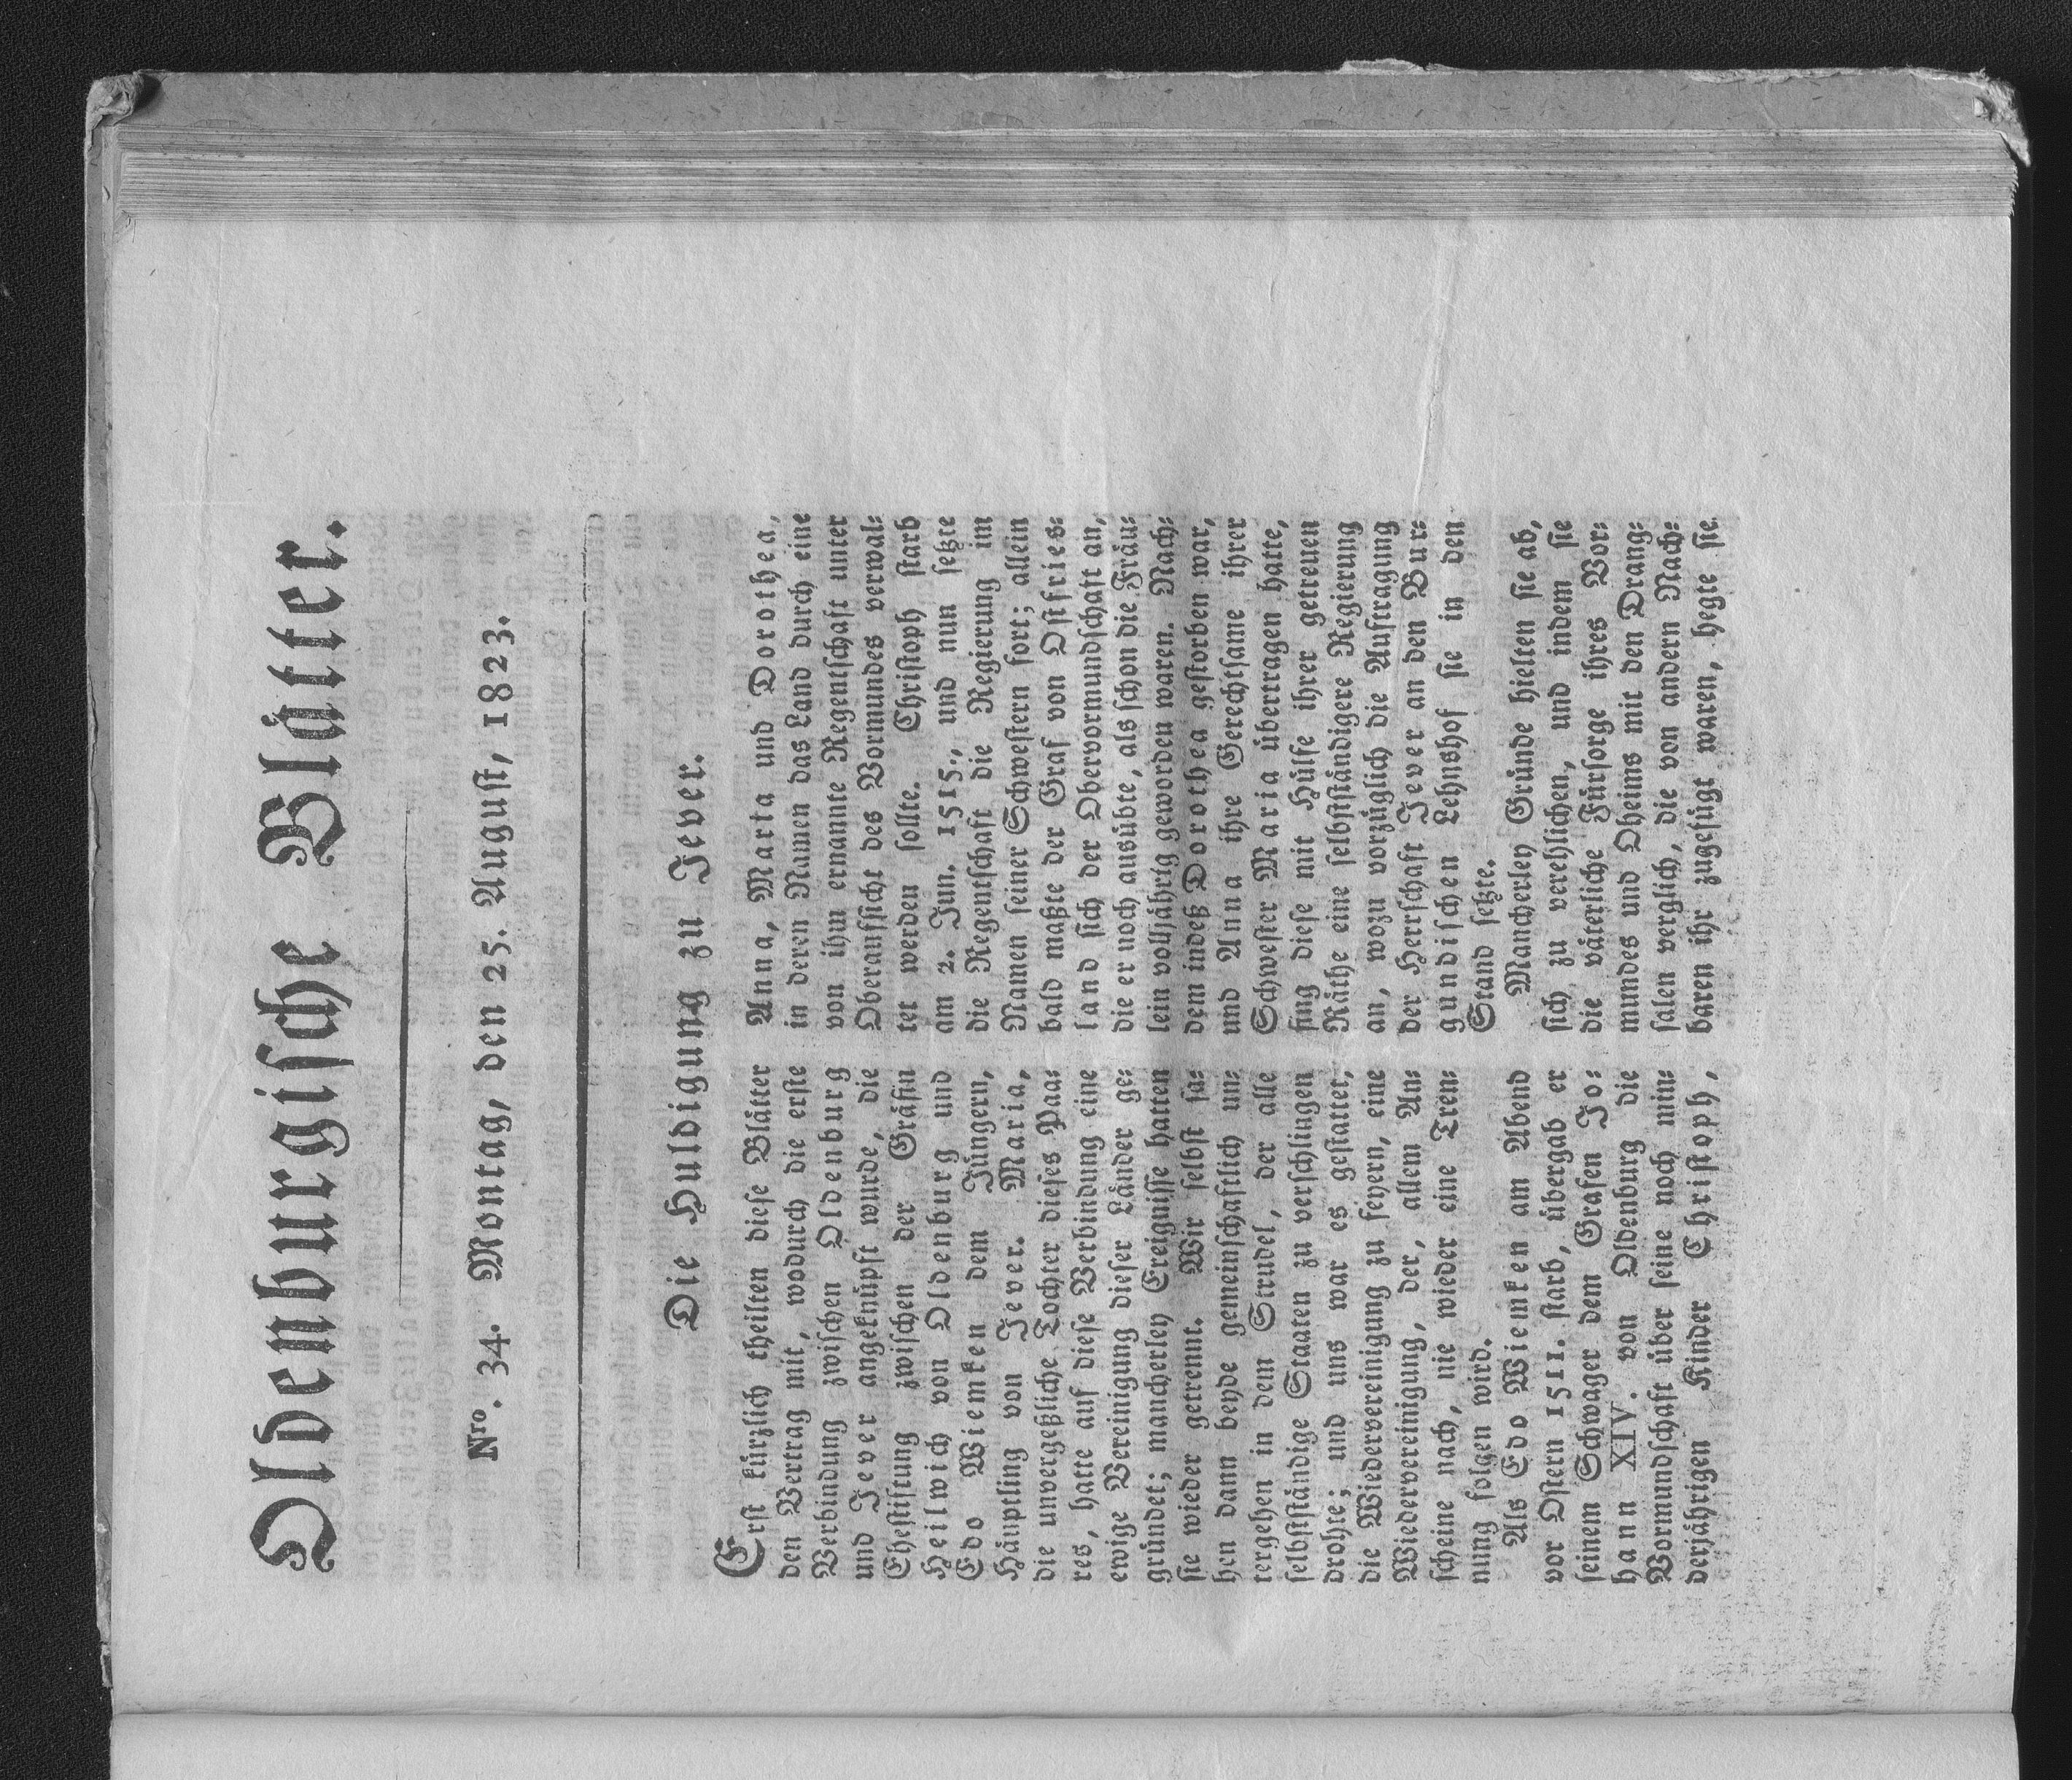 Oldenburgische Blätter.
Nro. 34. Montag, den 25. August, 1823.
Die Huldigung zu Jever.
Erst kürzlich theilten diese Blätter
den Vertrag mit, wodurch die erste
Verbindung zwischen Oldenburg
und Jever angeknüpft wurde, die
Ehestiftung zwischen der Gräfin
Heilwich von Oldenburg und
Edo Wiemken dem Jüngern,
Häuptling von Jever. Maria,
die unvergeßliche Tochter dieses Paa-
res, hatte auf diese Verbindung eine
ewige Vereinigung dieser Länder ge-
gründet; mancherley Ereignisse hatten
sie wieder getrennt. Wir selbst sa-
hen dann beyde gemeinschaftlich un-
tergehen in dem Strudel, der alle
selbstständige Staaten zu verschlingen
drohte; und uns war es gestattet,
die Wiedervereinigung zu feyern, eine
Wiedervereinigung, der, allem An-
scheine nach, nie wieder eine Tren-
nung folgen wird.
Als Edo Wiemken am Abend
vor Ostern 1511. starb, übergab er
seinem Schwager dem Grafen Jo-
hann XIV. von Oldenburg die
Vormundschaft über seine noch min-
derjährigen Kinder Christoph,
Anna, Maria und Dorothea,
in deren Namen das Land durch eine
von ihm ernannte Regentschaft unter
Oberaufsicht des Vormundes verwal-
tet werden sollte. Christoph starb
am 2. Jun. 1515., und nun setzte
die Regentschaft die Regierung im
Namen seiner Schwestern fort; allein
bald maßte der Graf von Ostfries-
land sich der Obervormundschaft an,
die er noch ausübte, als schon die Fräu-
lein volljährig geworden waren. Nach-
dem indeß Dorothea gestorben war,
und Anna ihre Gerechtsame ihrer
Schwester Maria übertragen hatte,
fing diese mit Hülfe ihrer getreuen
Räthe eine selbstständigere Regierung
an, wozu vorzüglich die Auftragung
der Herrschaft Jever an den Bur-
gundischen Lehnshof sie in den
Stand setzte.
Mancherley Gründe hielten sie ab,
sich zu verehlichen, und indem sie
die väterliche Fürsorge ihres Vor-
mundes und Oheims mit den Drang-
salen verglich, die von andern Nach-
baren ihr zugefügt waren, hegte sie